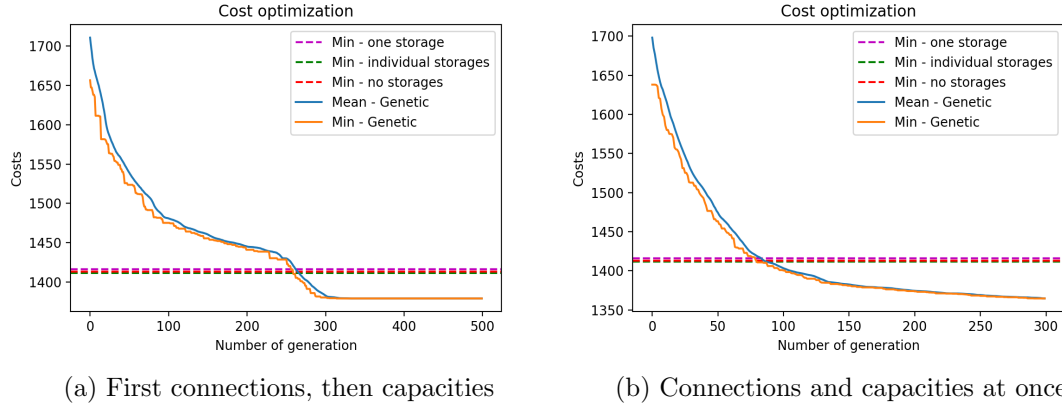 Cost optimization
1700
1650
1600
1550
1500
1450
1400
Costs
0
100
200
300
400
500
Number of generation
Min - one storage
Min - individual storages
Min - no storages
Mean - Genetic
Min - Genetic
(a) First connections, then capacities
Cost optimization
1700
1650
1600
1550
1500
1450
1400
1350
Costs
0
50
100
150
200
250
300
Number of generation
Min - one storage
Min - individual storages
Min - no storages
Mean - Genetic
Min - Genetic
(b) Connections and capacities at once